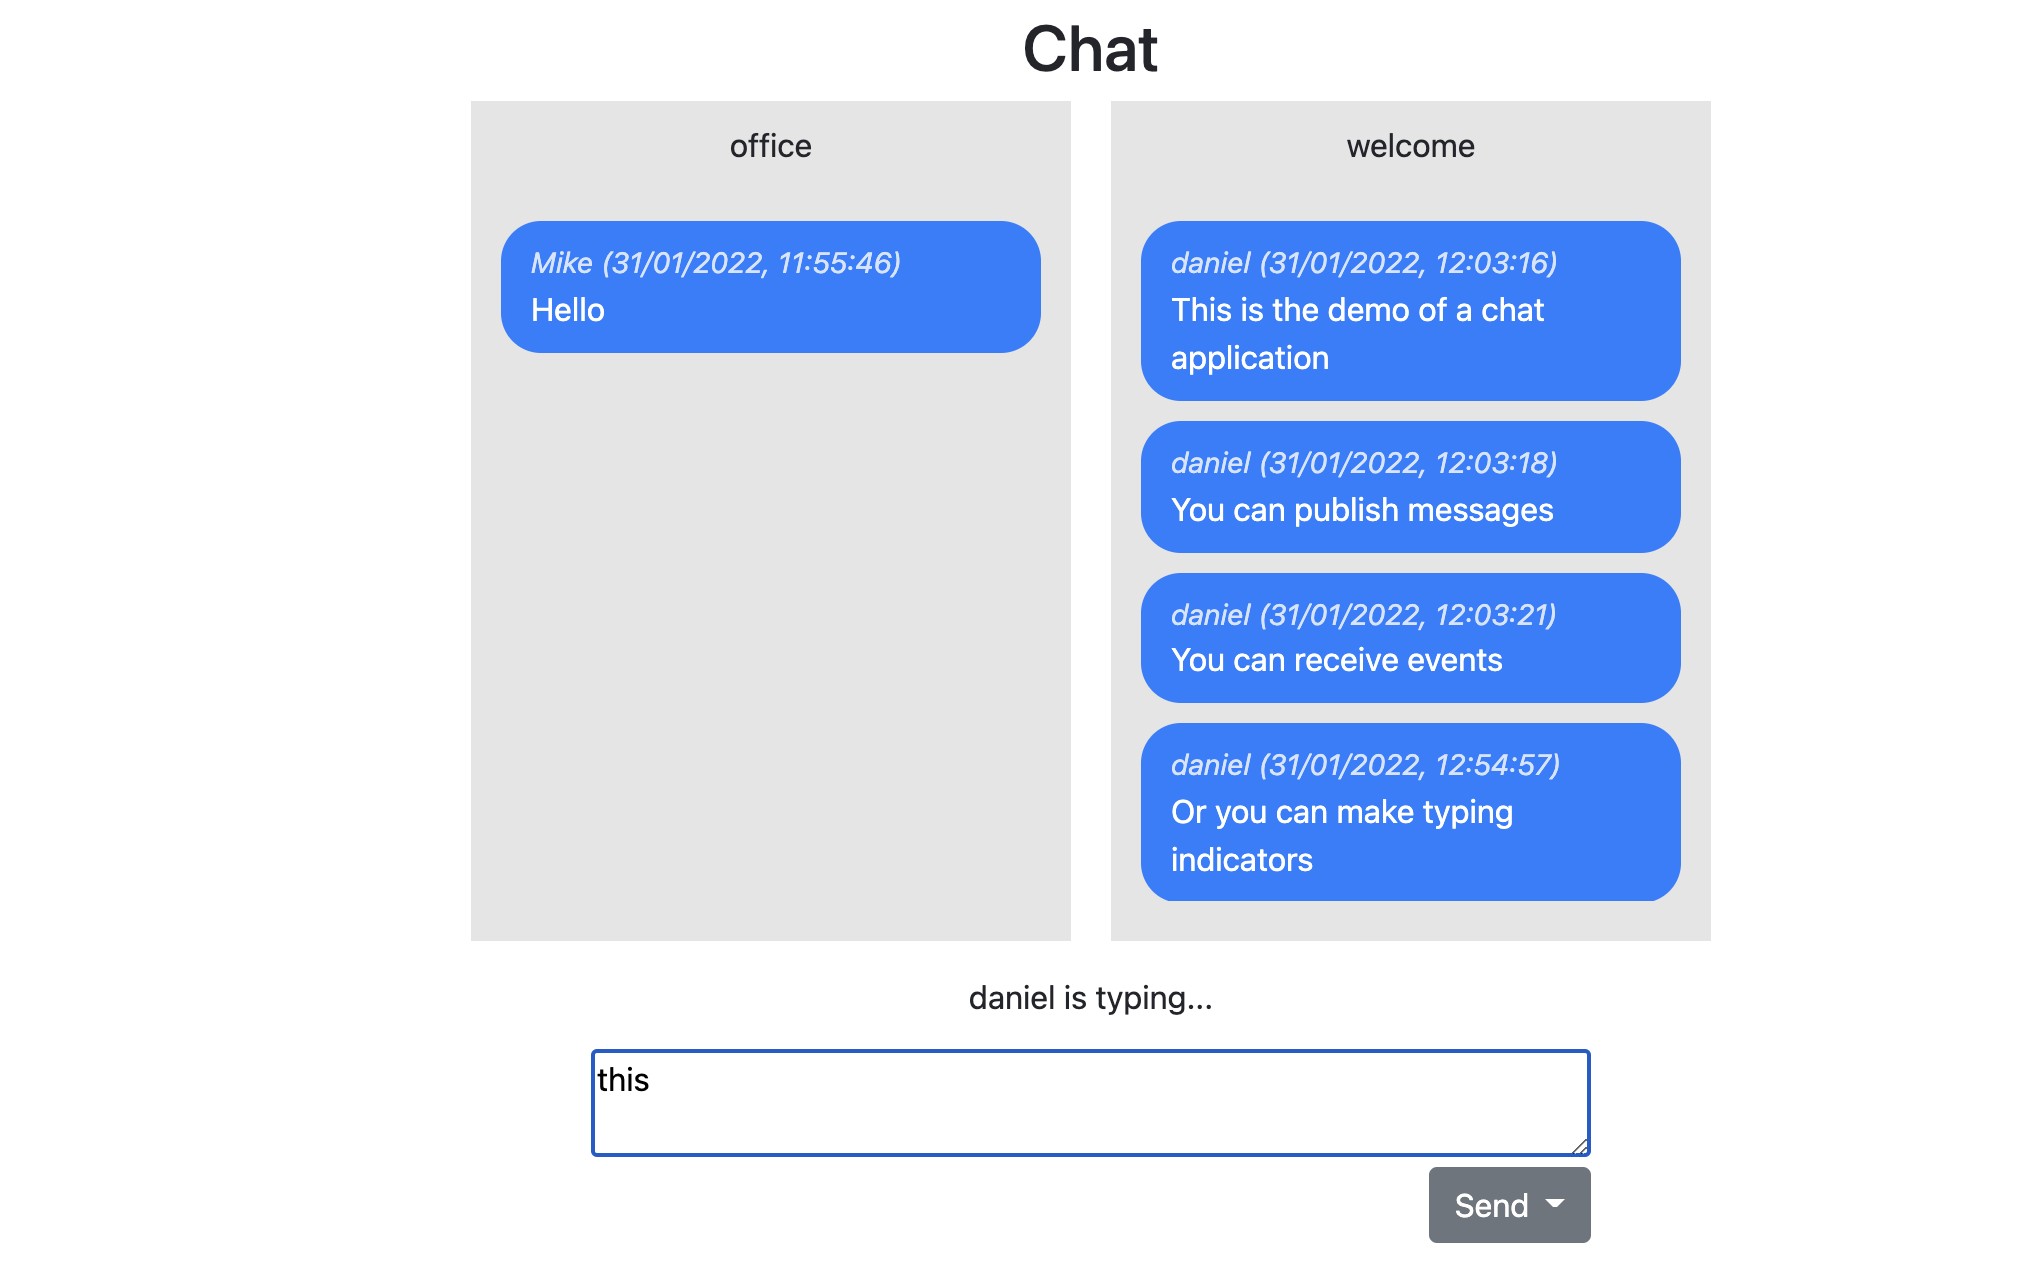 Chat
office
Mike (31/01/2022, 11:55:46)
Hello
welcome
daniel (31/01/2022, 12:03:16)
This is the demo of a chat
application
daniel (31/01/2022, 12:03:18)
You can publish messages
daniel (31/01/2022, 12:03:21)
You can receive events
daniel (31/01/2022, 12:54:57)
Or you can make typing
indicators
daniel is typing...
this
Send